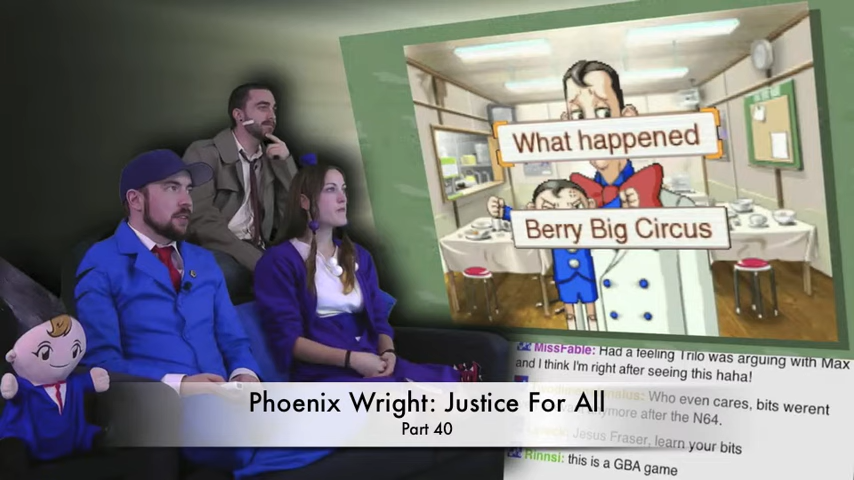 What happened
Berry Big Circus
MissFable: Had a feeling Trilo was arguing with Max
and I think I'm right after seeing this haha!
Who even cares, bits werent
anymore after the N64.
Jesus Fraser, learn your bits
Rinnsi: this is a GBA game
Phoenix Wright: Justice For All
Part 40